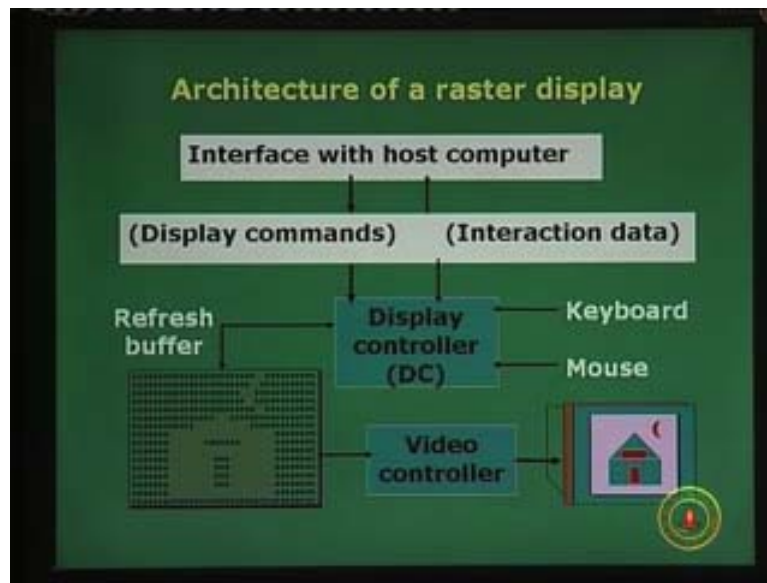 Architecture of a raster display
Interface with host computer
(Display commands) (Interaction data)
Refresh
buffer
Display
controller
(DC)
Keyboard
Mouse
Video
controller